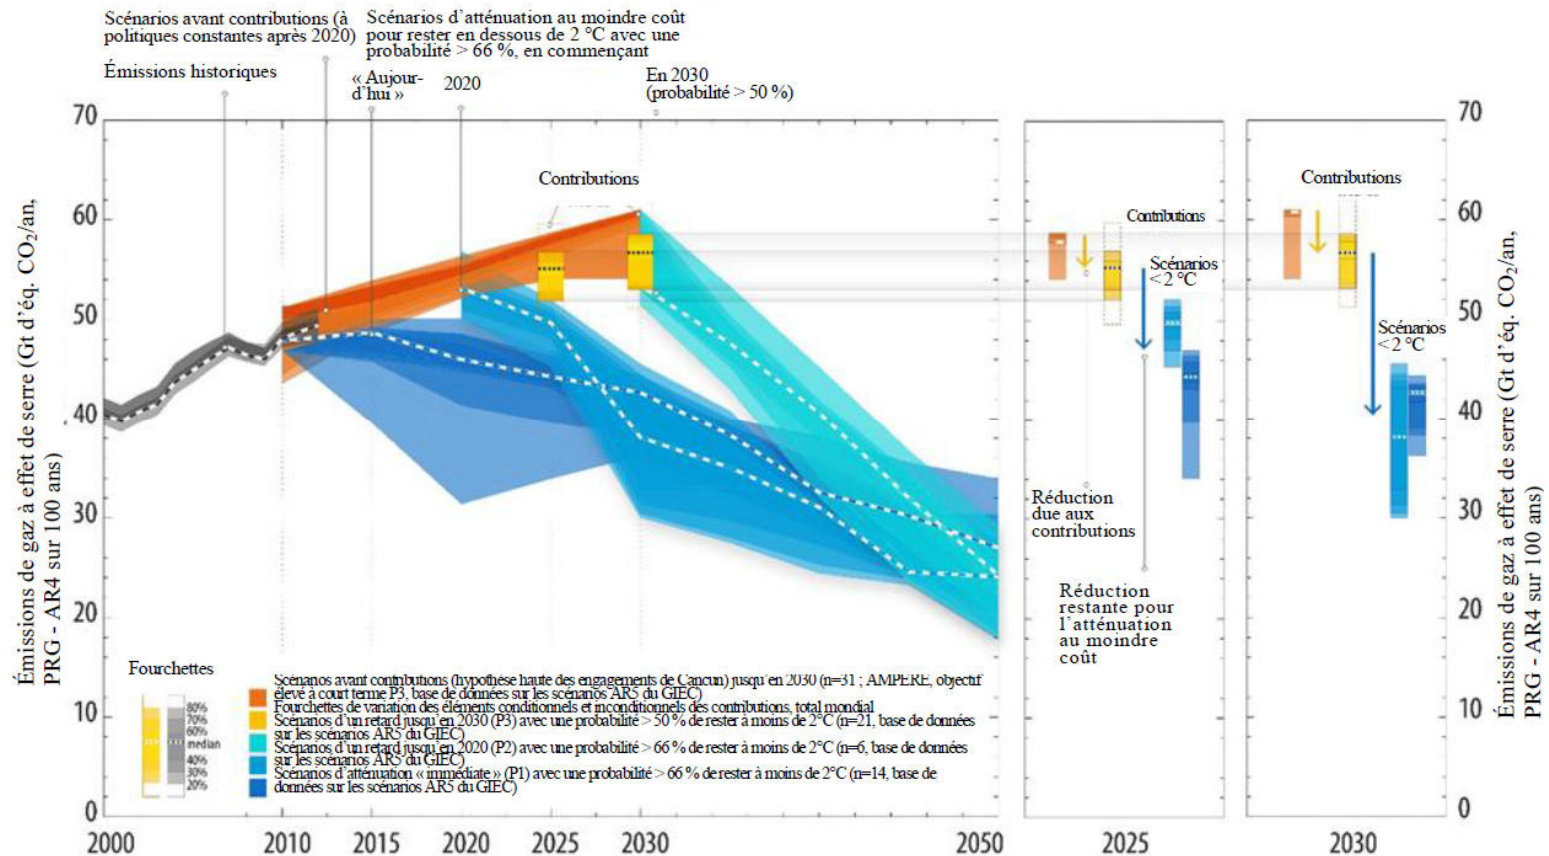 Scénarios avant contributions (à
politiques constantes après 2020)
Scénarios d'atténuation au moindre coût
pour rester en dessous de 2 °C avec une
probabilité > 66 %, en commençant
Émissions historiques
« Aujour-
d'hui »
2020
En 2030
(probabilité > 50 %)
Émissions de gaz à effet de serre (Gt d'éq. CO2/an,
PRG - AR4 sur 100 ans)
70
60
50
40
30
20
10
0
Contributions
Contributions
Scénarios
< 2 °C
Réduction
due aux
contributions
Réduction
restante pour
l'atténuation
au moindre
coût
Contributions
Scénarios
< 2 °C
70
60
50
40
30
20
10
0
Émissions de gaz à effet de serre (Gt d'éq. CO2/an,
PRG - AR4 sur 100 ans)
Fourchettes
80%
70%
60%
median
40%
30%
20%
Scénarios avant contributions (hypothèse haute des engagements de Cancun) jusqu'en 2030 (n=31 ; AMPERE, objectif
élevé à court terme P3, base de données sur les scénarios AR5 du GIEC)
Fourchettes de variation des éléments conditionnels et inconditionnels des contributions, total mondial
Scénarios d'un retard jusqu'en 2030 (P3) avec une probabilité > 50 % de rester à moins de 2°C (n=21, base de données
sur les scénarios AR5 du GIEC)
Scénarios d'un retard jusqu'en 2020 (P2) avec une probabilité > 66 % de rester à moins de 2°C (n=6, base de données
sur les scénarios AR5 du GIEC)
Scénarios d'atténuation « immédiate » (P1) avec une probabilité > 66 % de rester à moins de 2°C (n=14, base de
données sur les scénarios AR5 du GIEC)
2000
2010
2015
2020
2025
2030
2050
2025
2030